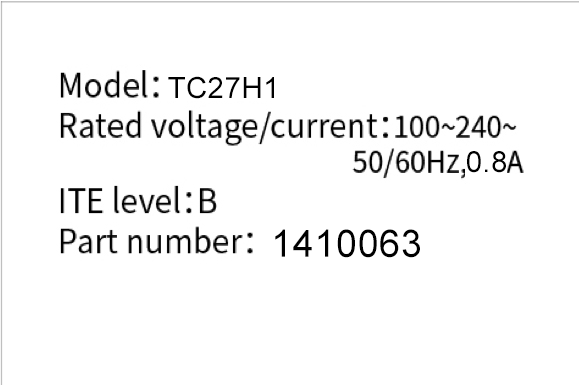 Model: TC27H1
Rated voltage/current:100~240~
50/60Hz,0.8A
ITE level:B
Part number: 1410063